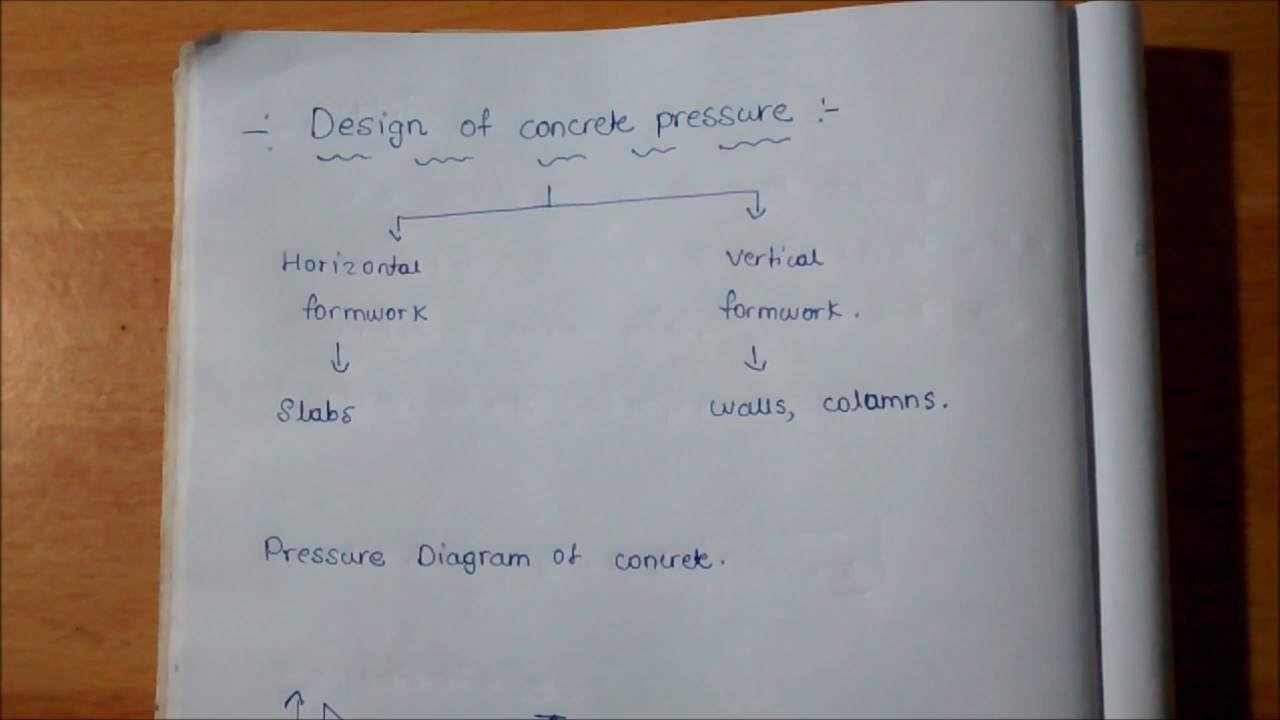 -: Design of concrete pressure :-
Horizontal
formwork
Vertical
formwork.
Slabs
walls, colamns.
Pressure Diagram of concrete.